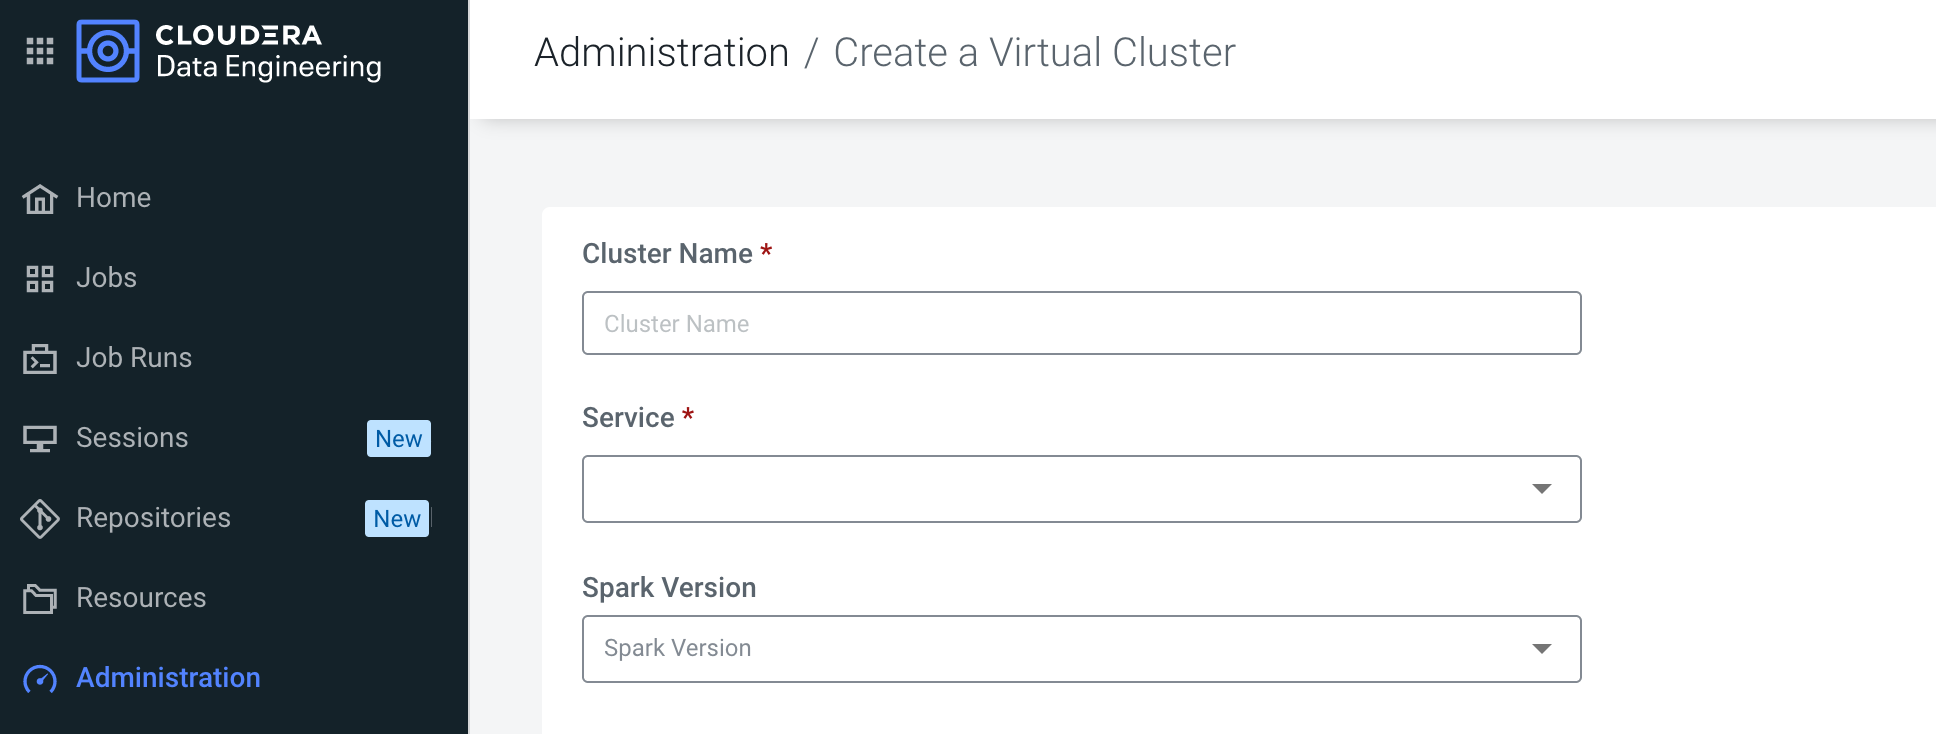 CLOUDERA
Data Engineering
Home
Jobs
Job Runs
Sessions New
Repositories New
Resources
Administration
Administration / Create a Virtual Cluster
Cluster Name *
Cluster Name
Service *
Spark Version
Spark Version